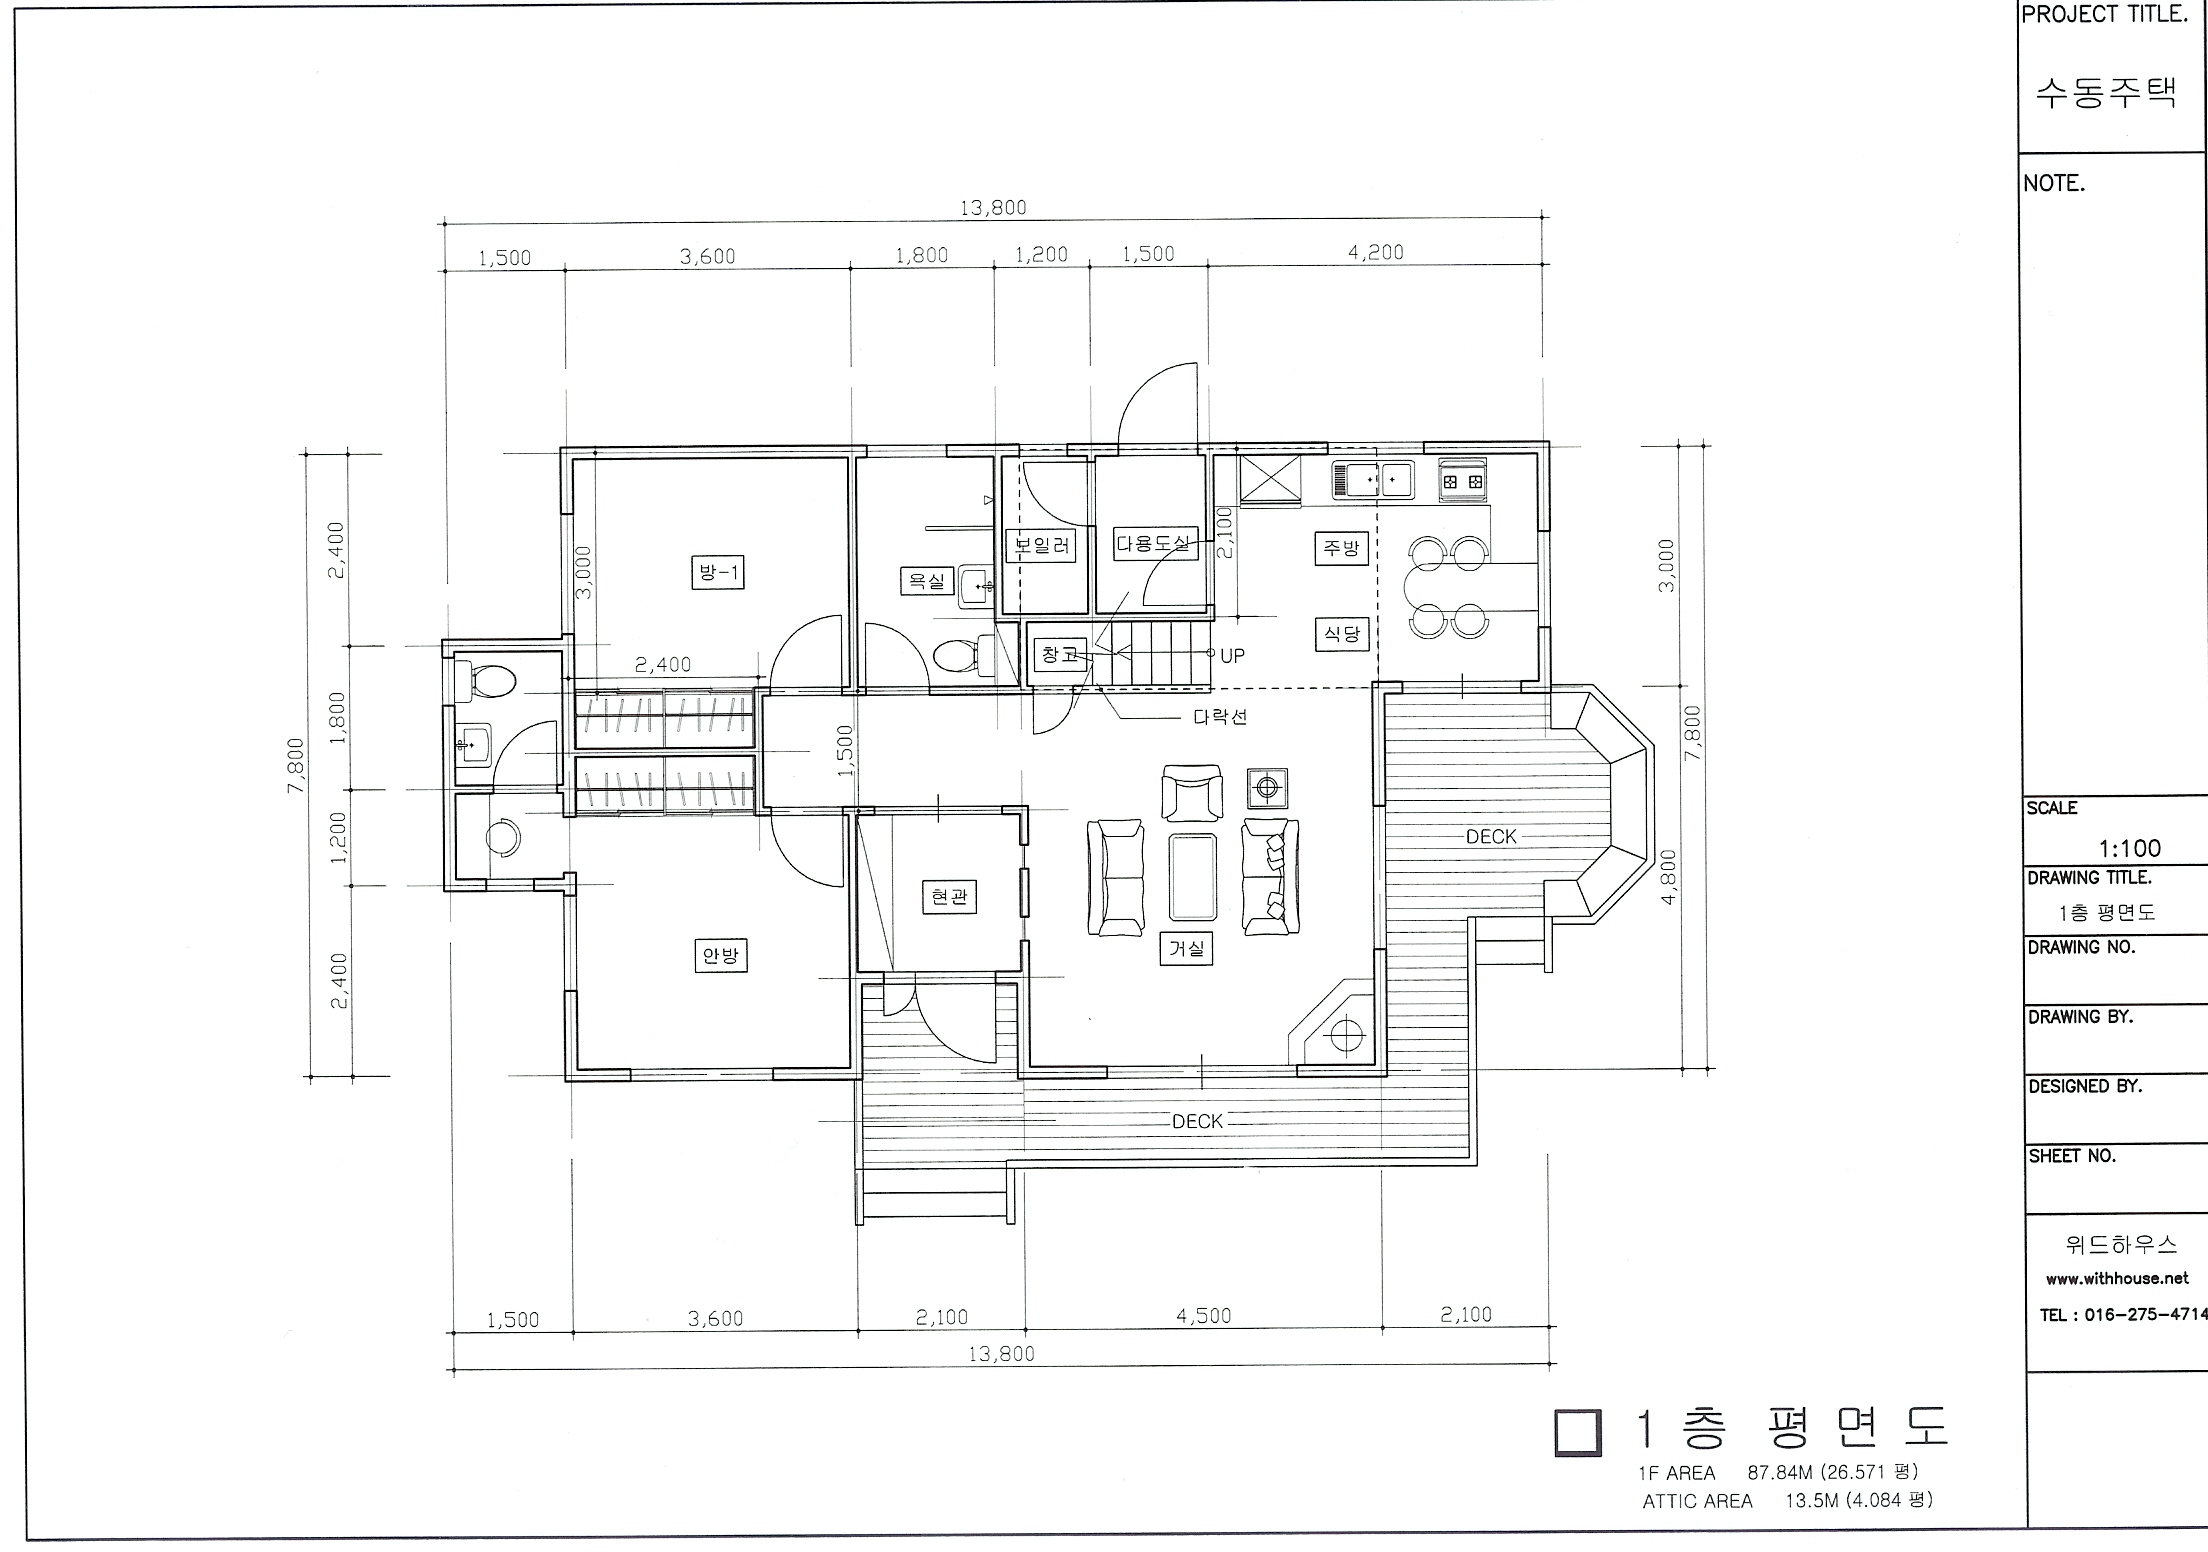 PROJECT TITLE.
수동주택
NOTE.
SCALE
1:100
DRAWING TITLE.
1층 평면도
DRAWING NO.
DRAWING BY.
DESIGNED BY.
SHEET NO.
위드하우스
www.withhouse.net
TEL : 016-275-4714
13,800
1,500 3,600 1,800 1,200 1,500 4,200
2,400
1,800
1,200
2,400
7,800
3,000
4,800
7,800
3,000
2,400
1,500
2,100
방-1
욕실
보일러
다용도실
주방
식당
창고
UP
다락선
현관
안방
거실
DECK
DECK
1,500 3,600 2,100 4,500 2,100
13,800
1 층 평 면 도
1F AREA 87.84M (26.571 평)
ATTIC AREA 13.5M (4.084 평)